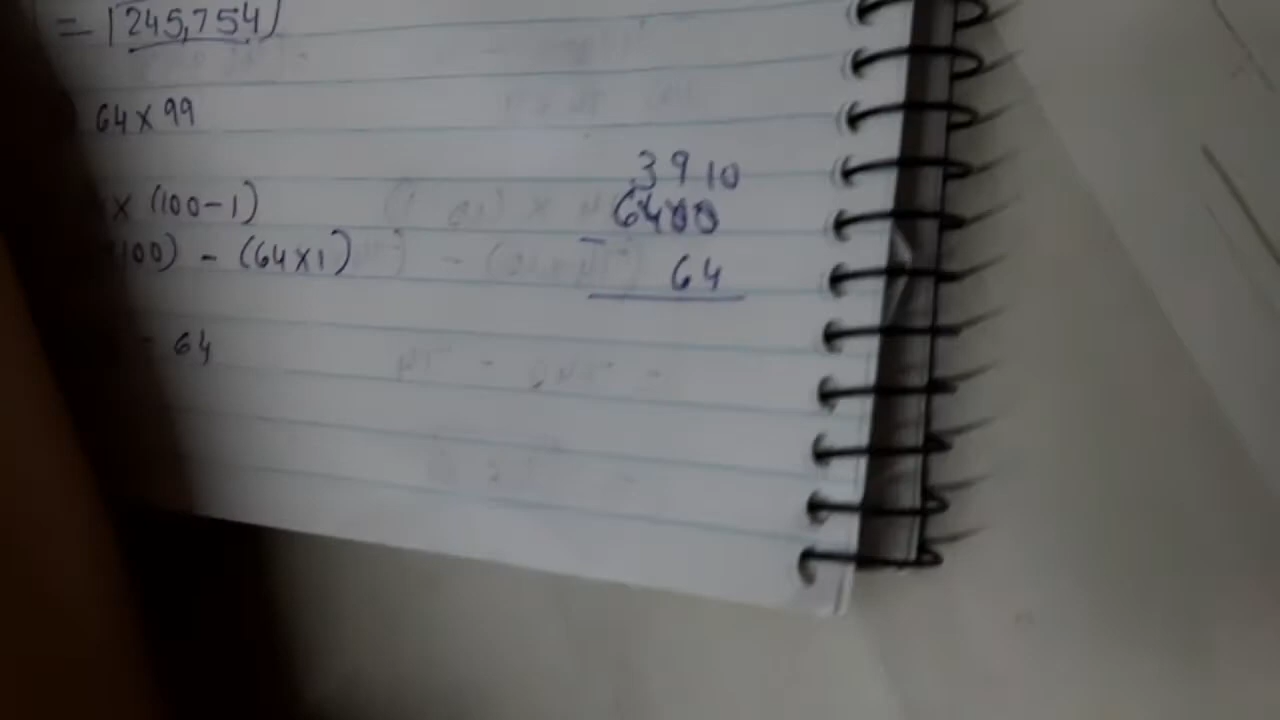 = 245,754
64 x 99
x (100-1)
100) - (64x1)
- 64
3 9 10
6400
- 64